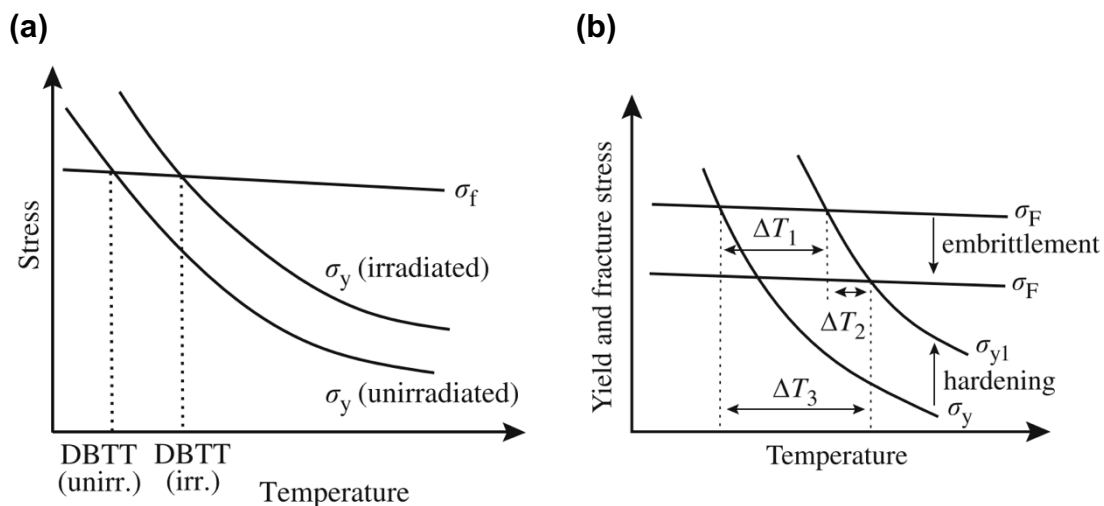 (a)
Stress
σf
σy (irradiated)
σy (unirradiated)
DBTT
(unirr.)
DBTT
(irr.)
Temperature
(b)
Yield and fracture stress
ΔT1
σF
embrittlement
σF
ΔT2
σy1
hardening
ΔT3
σy
Temperature